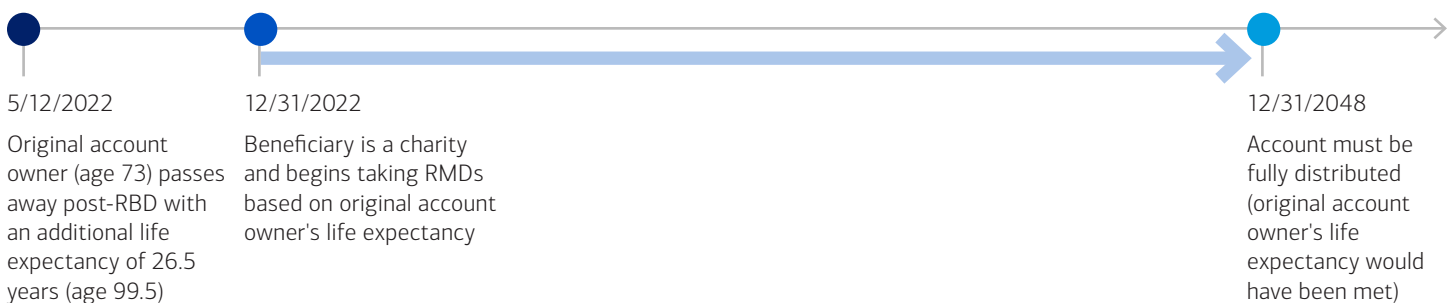 5/12/2022
Original account
owner (age 73) passes
away post-RBD with
an additional life
expectancy of 26.5
years (age 99.5)
12/31/2022
Beneficiary is a charity
and begins taking RMDs
based on original account
owner's life expectancy
12/31/2048
Account must be
fully distributed
(original account
owner's life
expectancy would
have been met)